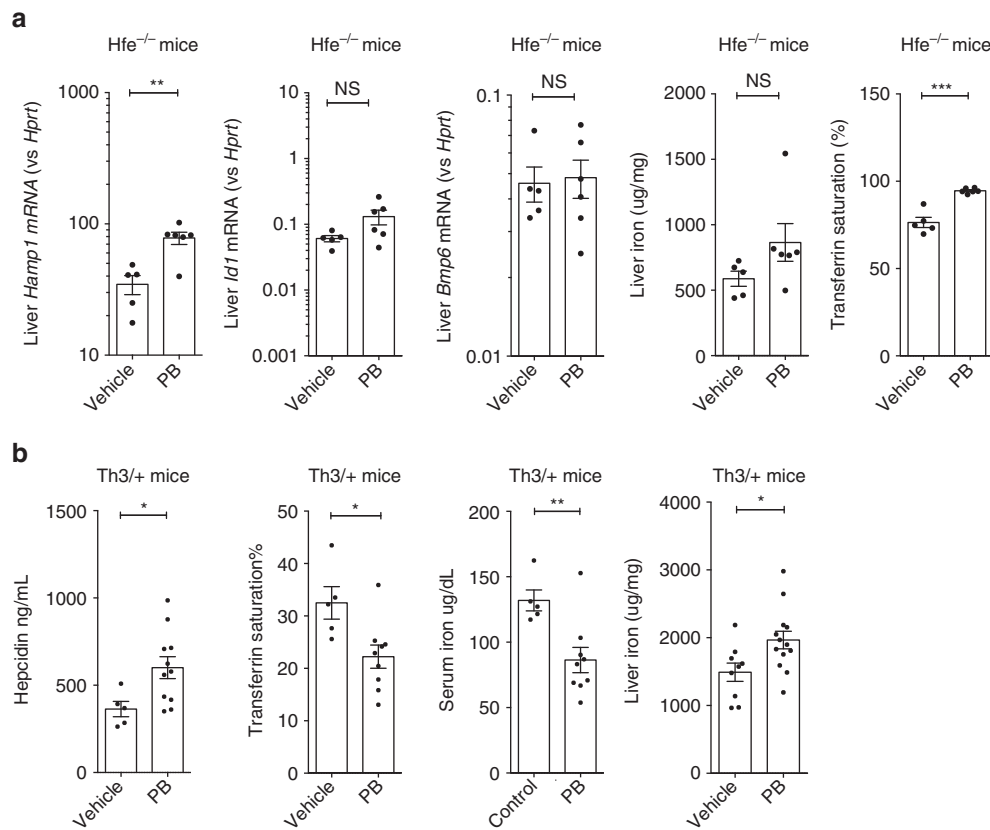 a
Hfe⁻/⁻ mice
Liver Hamp1 mRNA (vs Hprt)
1000
100
10
**
Vehicle
PB
Hfe⁻/⁻ mice
Liver Id1 mRNA (vs Hprt)
10
1
0.1
0.01
0.001
NS
Vehicle
PB
Hfe⁻/⁻ mice
Liver Bmp6 mRNA (vs Hprt)
0.1
0.01
NS
Vehicle
PB
Hfe⁻/⁻ mice
Liver iron (ug/mg)
2000
1500
1000
500
0
NS
Vehicle
PB
Hfe⁻/⁻ mice
Transferrin saturation (%)
150
100
50
0
***
Vehicle
PB
b
Th3/+ mice
Hepcidin ng/mL
1500
1000
500
0
*
Vehicle
PB
Th3/+ mice
Transferrin saturation%
50
40
30
20
10
0
*
Vehicle
PB
Th3/+ mice
Serum iron ug/dL
200
150
100
50
0
**
Control
PB
Th3/+ mice
Liver iron (ug/mg)
4000
3000
2000
1000
0
*
Vehicle
PB